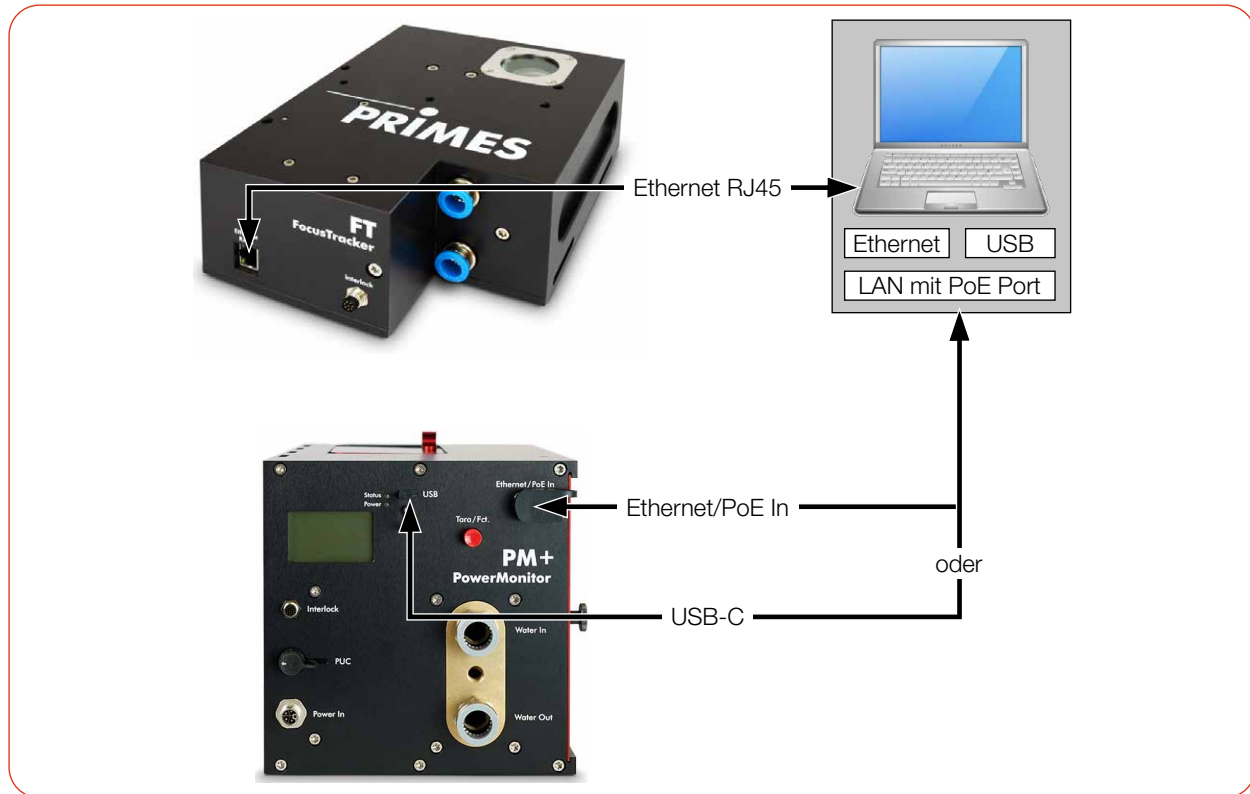 PRIMES
Ethernet RJ45
FT
FocusTracker
Interlock
Ethernet
USB
LAN mit PoE Port
Ethernet/PoE In
Status
USB
Power
Tara/Fct.
Ethernet/PoE In
PM+
PowerMonitor
oder
Interlock
USB-C
Water In
PUC
Power In
Water Out